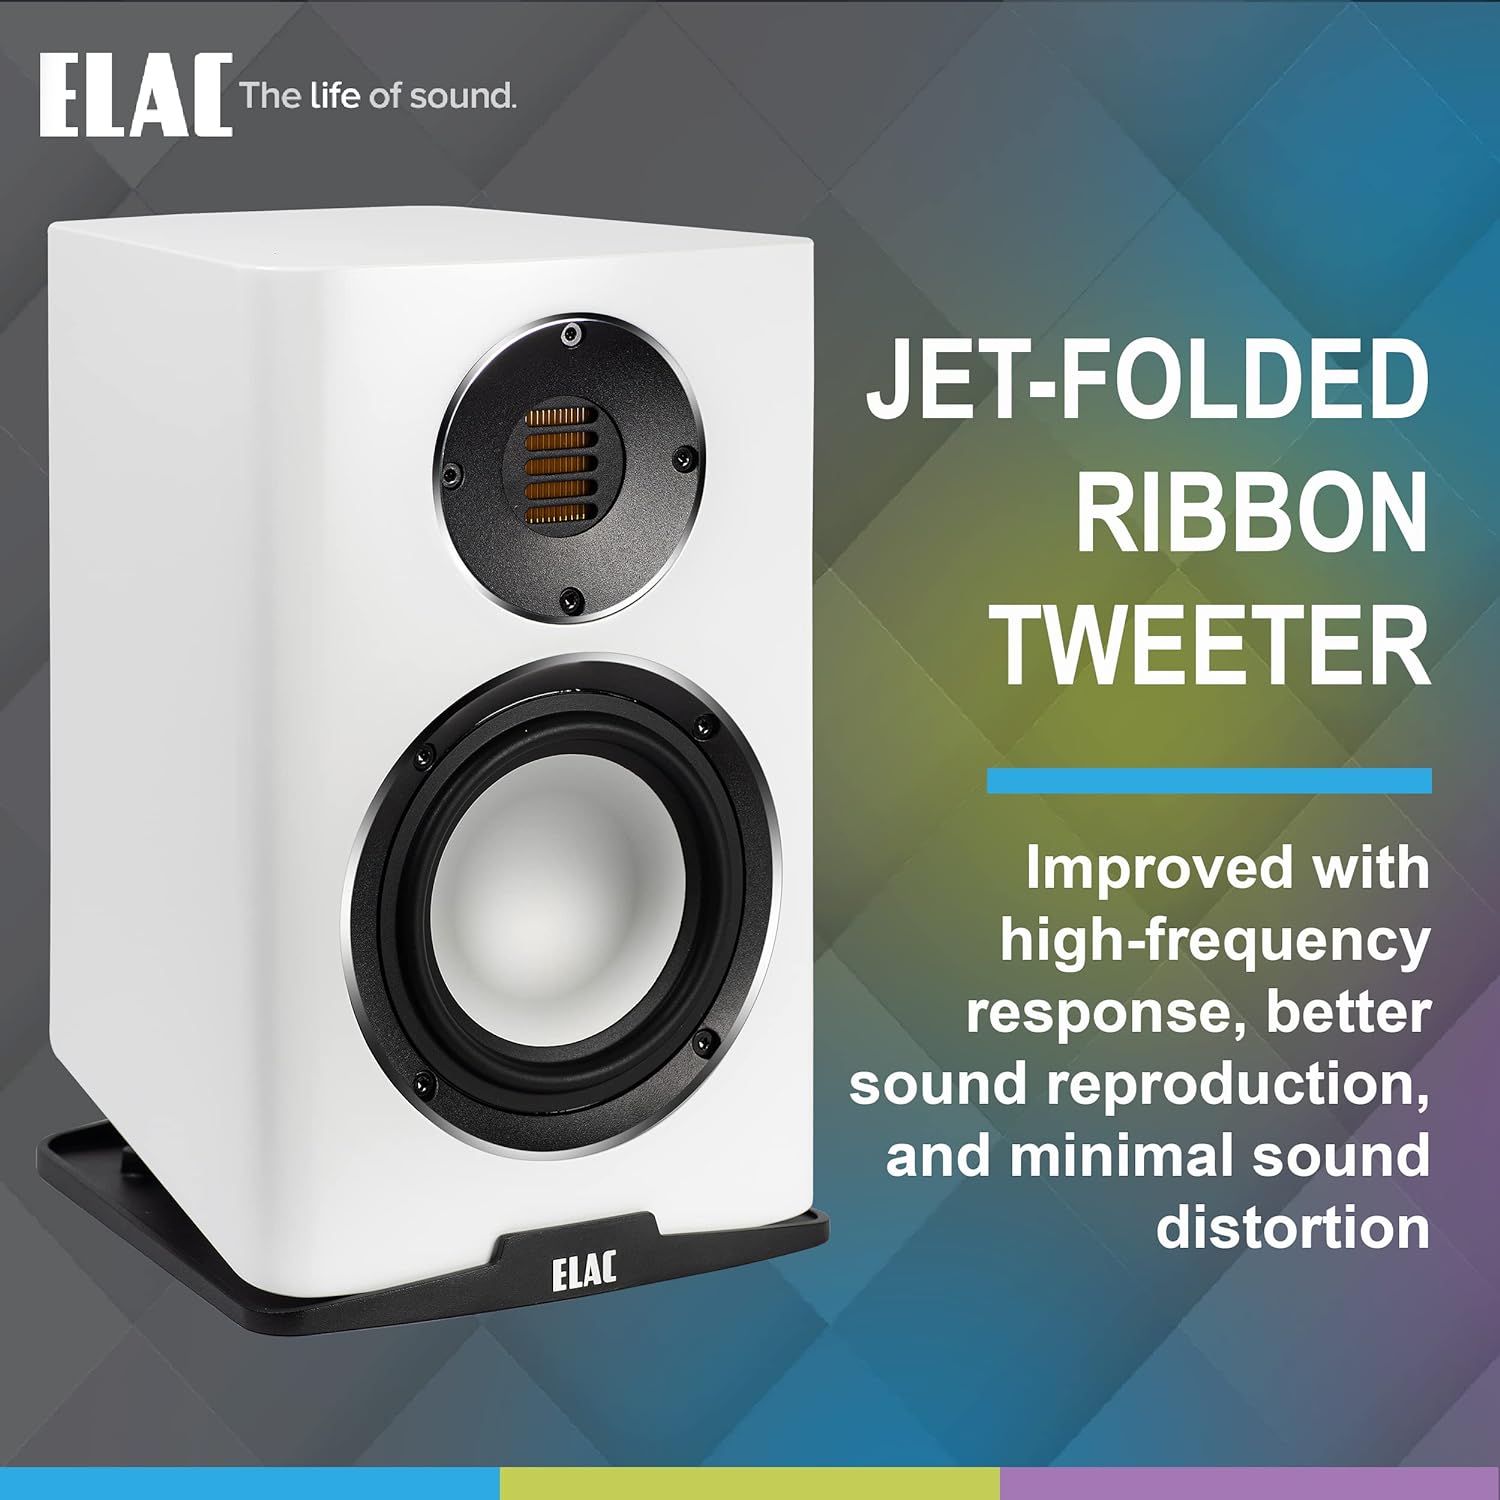 ELAC The life of sound.
JET-FOLDED
RIBBON
TWEETER
Improved with
high-frequency
response, better
sound reproduction,
and minimal sound
distortion
ELAC